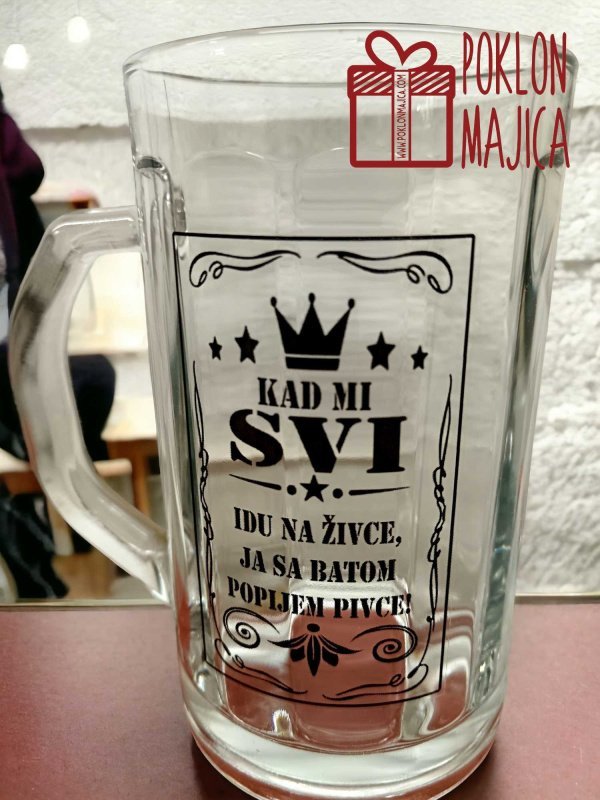 POKLON
MAJICA
WWW.POKLONMAJICA.COM
KAD MI
SVI
IDU NA ŽIVCE,
JA SA BATOM
POPIJEM PIVCE!